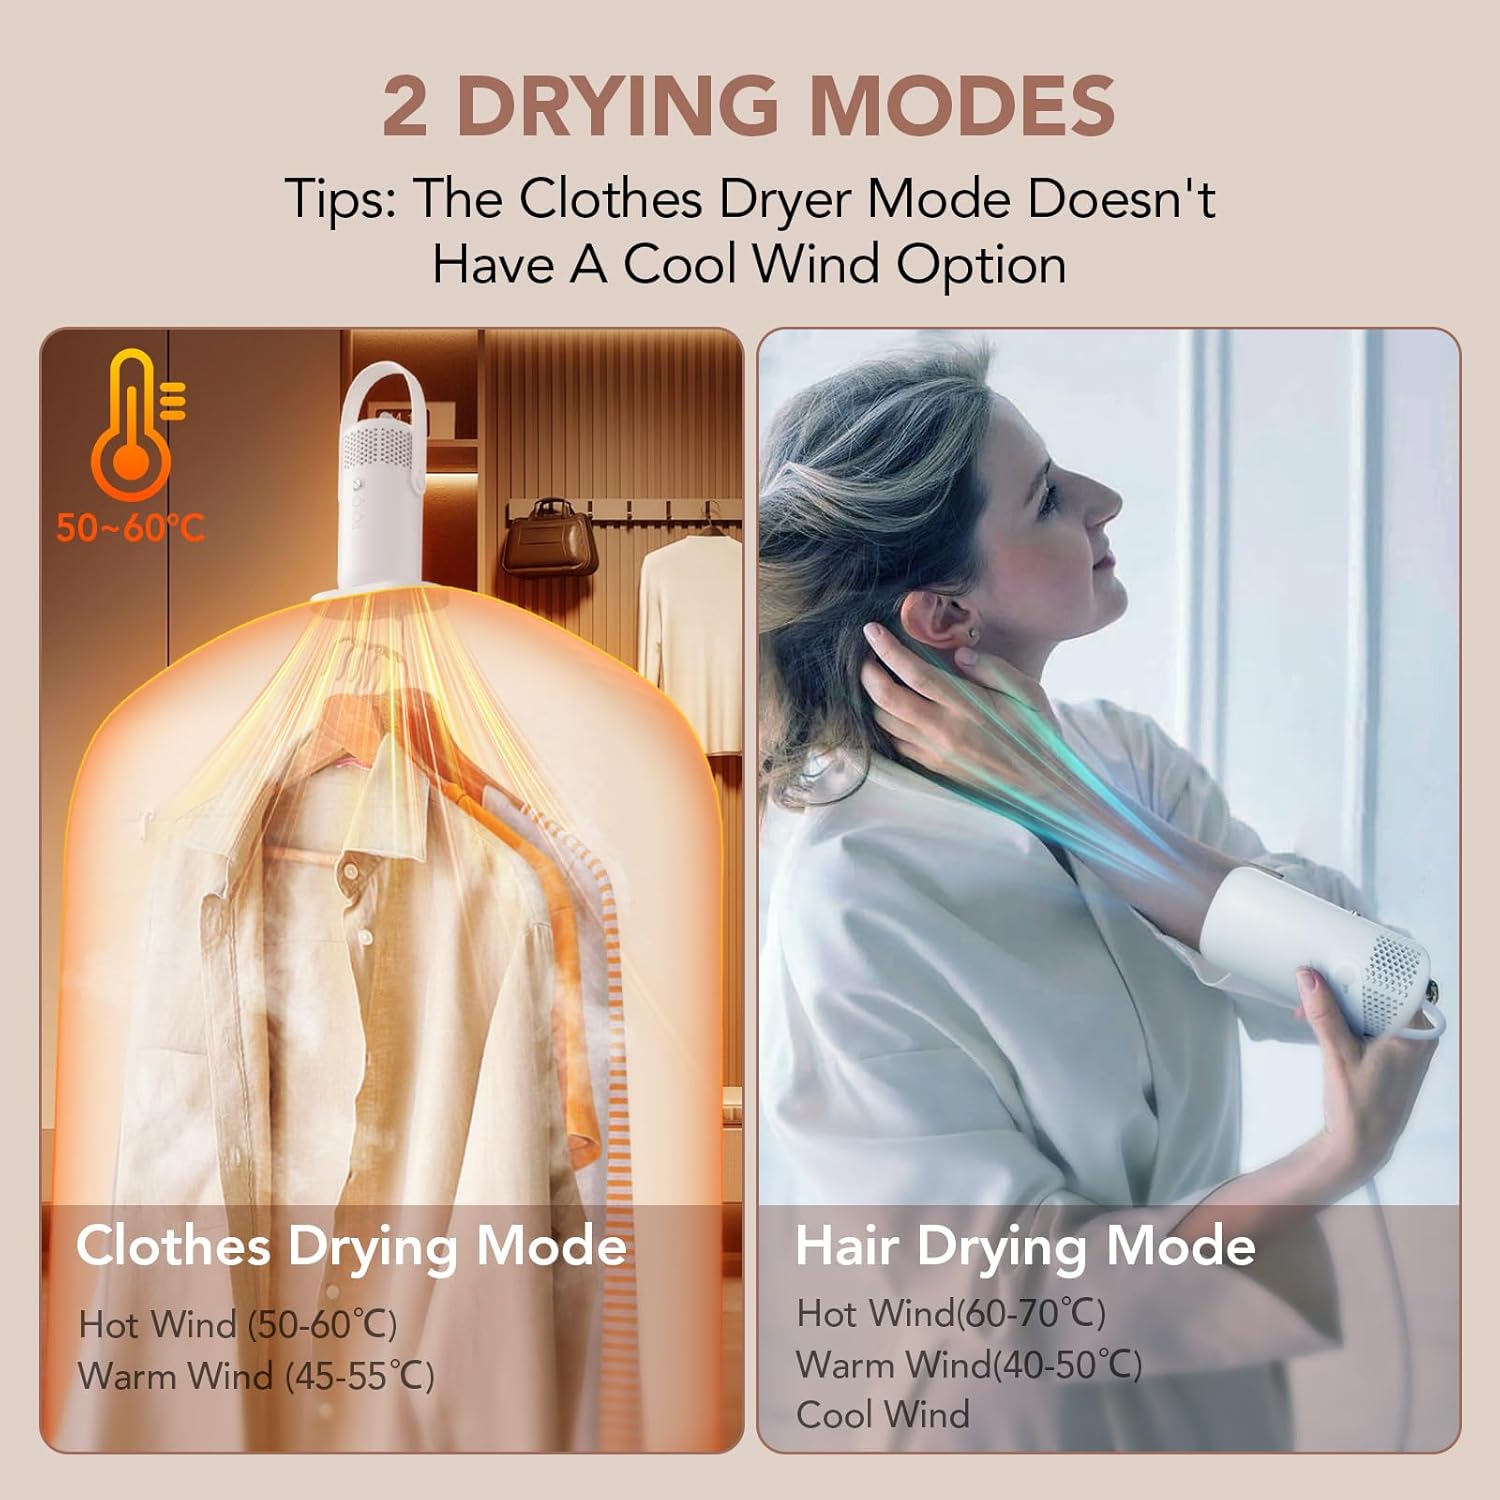 2 DRYING MODES
Tips: The Clothes Dryer Mode Doesn't
Have A Cool Wind Option
50~60°C
Clothes Drying Mode
Hot Wind (50-60℃)
Warm Wind (45-55℃)
Hair Drying Mode
Hot Wind(60-70℃)
Warm Wind(40-50℃)
Cool Wind